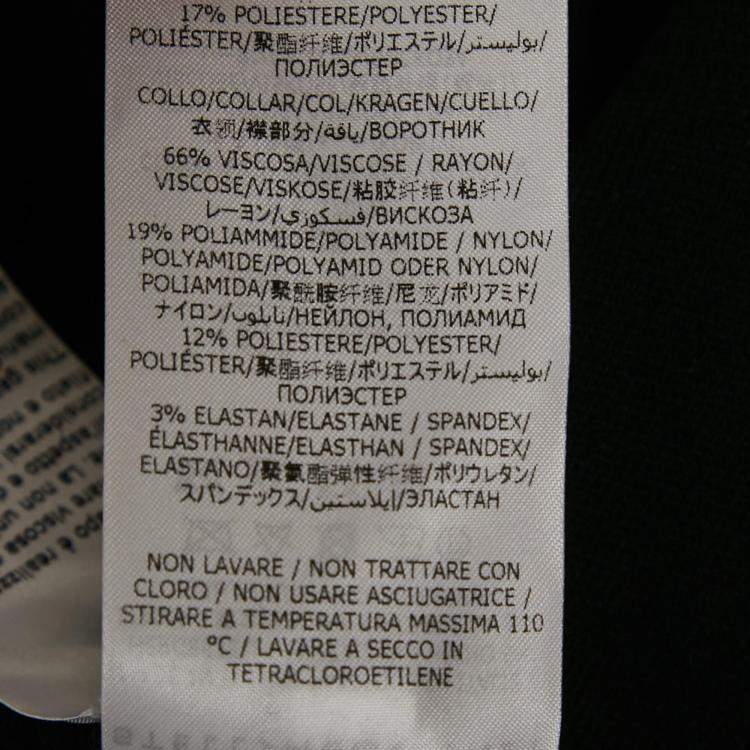 17% POLIESTERE/POLYESTER/
POLIÉSTER/聚酯纤维/ポリエステル/بوليستر/
ПОЛИЭСТЕР
COLLO/COLLAR/COL/KRAGEN/CUELLO/
衣领/襟部分/ياقة/ВОРОТНИК
66% VISCOSA/VISCOSE / RAYON/
VISCOSE/VISKOSE/粘胶纤维(粘纤)/
レーヨン/فسكوزي/ВИСКОЗА
19% POLIAMMIDE/POLYAMIDE / NYLON/
POLYAMIDE/POLYAMID ODER NYLON/
POLIAMIDA/聚酰胺纤维/尼龙/ポリアミド/
ナイロン/نايلون/НЕЙЛОН, ПОЛИАМИД
12% POLIESTERE/POLYESTER/
POLIÉSTER/聚酯纤维/ポリエステル/بوليستر/
ПОЛИЭСТЕР
3% ELASTAN/ELASTANE / SPANDEX/
ÉLASTHANNE/ELASTHAN / SPANDEX/
ELASTANO/聚氨酯弹性纤维/ポリウレタン/
スパンデックス/إيلاستين/ЭЛАСТАН
NON LAVARE / NON TRATTARE CON
CLORO / NON USARE ASCIUGATRICE /
STIRARE A TEMPERATURA MASSIMA 110
°C / LAVARE A SECCO IN
TETRACLOROETILENE